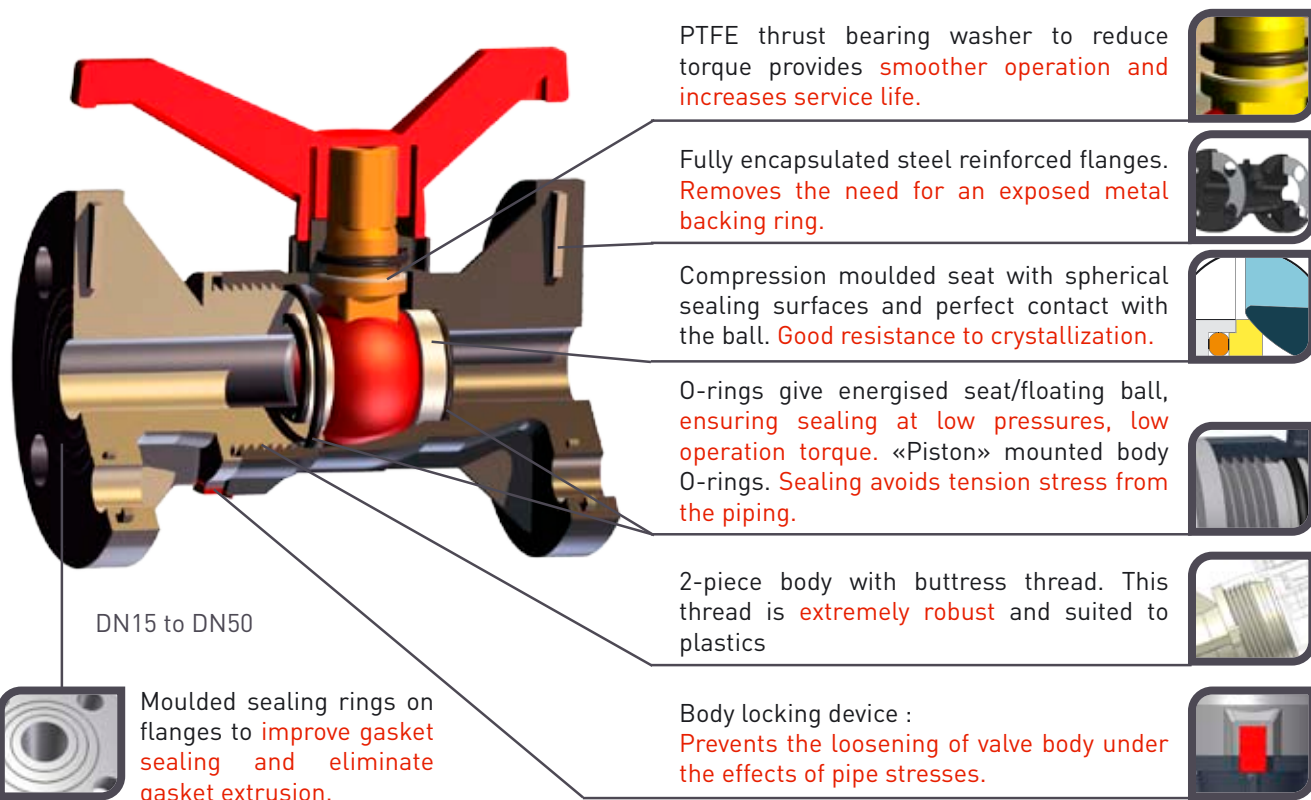 PTFE thrust bearing washer to reduce
torque provides smoother operation and
increases service life.
Fully encapsulated steel reinforced flanges.
Removes the need for an exposed metal
backing ring.
Compression moulded seat with spherical
sealing surfaces and perfect contact with
the ball. Good resistance to crystallization.
O-rings give energised seat/floating ball,
ensuring sealing at low pressures, low
operation torque. «Piston» mounted body
O-rings. Sealing avoids tension stress from
the piping.
2-piece body with buttress thread. This
thread is extremely robust and suited to
plastics
DN15 to DN50
Moulded sealing rings on
flanges to improve gasket
sealing and eliminate
gasket extrusion.
Body locking device :
Prevents the loosening of valve body under
the effects of pipe stresses.